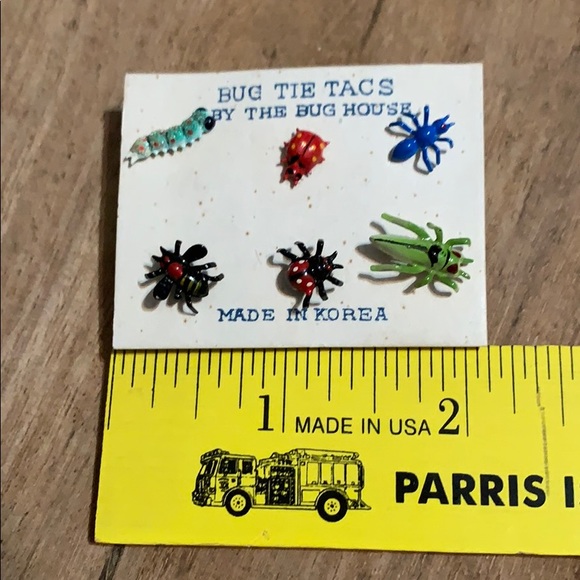 BUG TIE TACS
BY THE BUG HOUSE
MADE IN KOREA
1 MADE IN USA 2
PARRIS